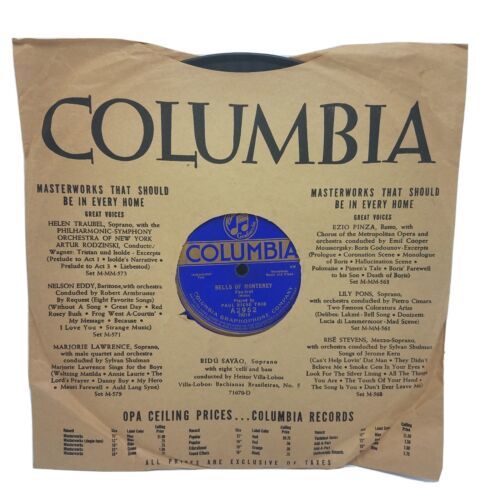 COLUMBIA
MASTERWORKS THAT SHOULD
BE IN EVERY HOME
GREAT VOICES
HELEN TRAUBEL, Soprano, with the
PHILHARMONIC-SYMPHONY
ORCHESTRA OF NEW YORK
ARTUR RODZINSKI, Conductor
Wagner: Tristan und Isolde - Excerpts
(Prelude to Act I • Isolde's Narrative •
Prelude to Act 3 • Liebestod)
Set M-MM-573
NELSON EDDY, Baritone, with orchestra
conducted by Robert Armbruster
By Request (Eight Favorite Songs)
(Without a Song • Great Day • Red
Rosey Bush • Frog Went A-Courtin' •
My Message • Because •
I Love You • Strange Music)
Set M-571
MARJORIE LAWRENCE, Soprano,
with male quartet and orchestra
conducted by Sylvan Shulman
Marjorie Lawrence Sings for the Boys
(Waltzing Matilda • Annie Laurie • The
Lord's Prayer • Danny Boy • My Hero
• Smoet Farewell • Auld Lang Syne)
Set M-579
COLUMBIA
BELLS OF MONTEREY
Played by
PAUL BIESE TRIO
A2952
COLUMBIA GRAPHOPHONE COMPANY
BIDÚ SAYÃO, Soprano
with eight 'celli and bass
conducted by Heitor Villa-Lobos
Villa-Lobos: Bachianas Brasileiras, No. 5
71670-D
MASTERWORKS THAT SHOULD
BE IN EVERY HOME
GREAT VOICES
EZIO PINZA, Basso, with
Chorus of the Metropolitan Opera and
orchestra conducted by Emil Cooper
Moussorgsky: Boris Godounov-Excerpts
(Prologue • Coronation Scene • Monologue
of Boris • Hallucination Scene •
Polonaise • Pimen's Tale • Boris' Farewell
to his Son • Death of Boris)
Set M-MM-563
LILY PONS, Soprano, with
orchestra conducted by Pietro Cimara
Two Famous Coloratura Arias
(Delibes: Lakmé - Bell Song • Donizetti:
Lucia di Lammermoor - Mad Scene)
Set M-MM-561
RISË STEVENS, Mezzo-Soprano,
with orchestra conducted by Sylvan Shulman
Songs of Jerome Kern
(Can't Help Lovin' Dat Man • They Didn't
Believe Me • Smoke Gets In Your Eyes •
Look For The Silver Lining • All The Things
You Are • The Touch Of Your Hand •
The Song Is You • Why Was I Born)
Set M-568
OPA CEILING PRICES...COLUMBIA RECORDS
ALL PRICES ARE EXCLUSIVE OF TAXES